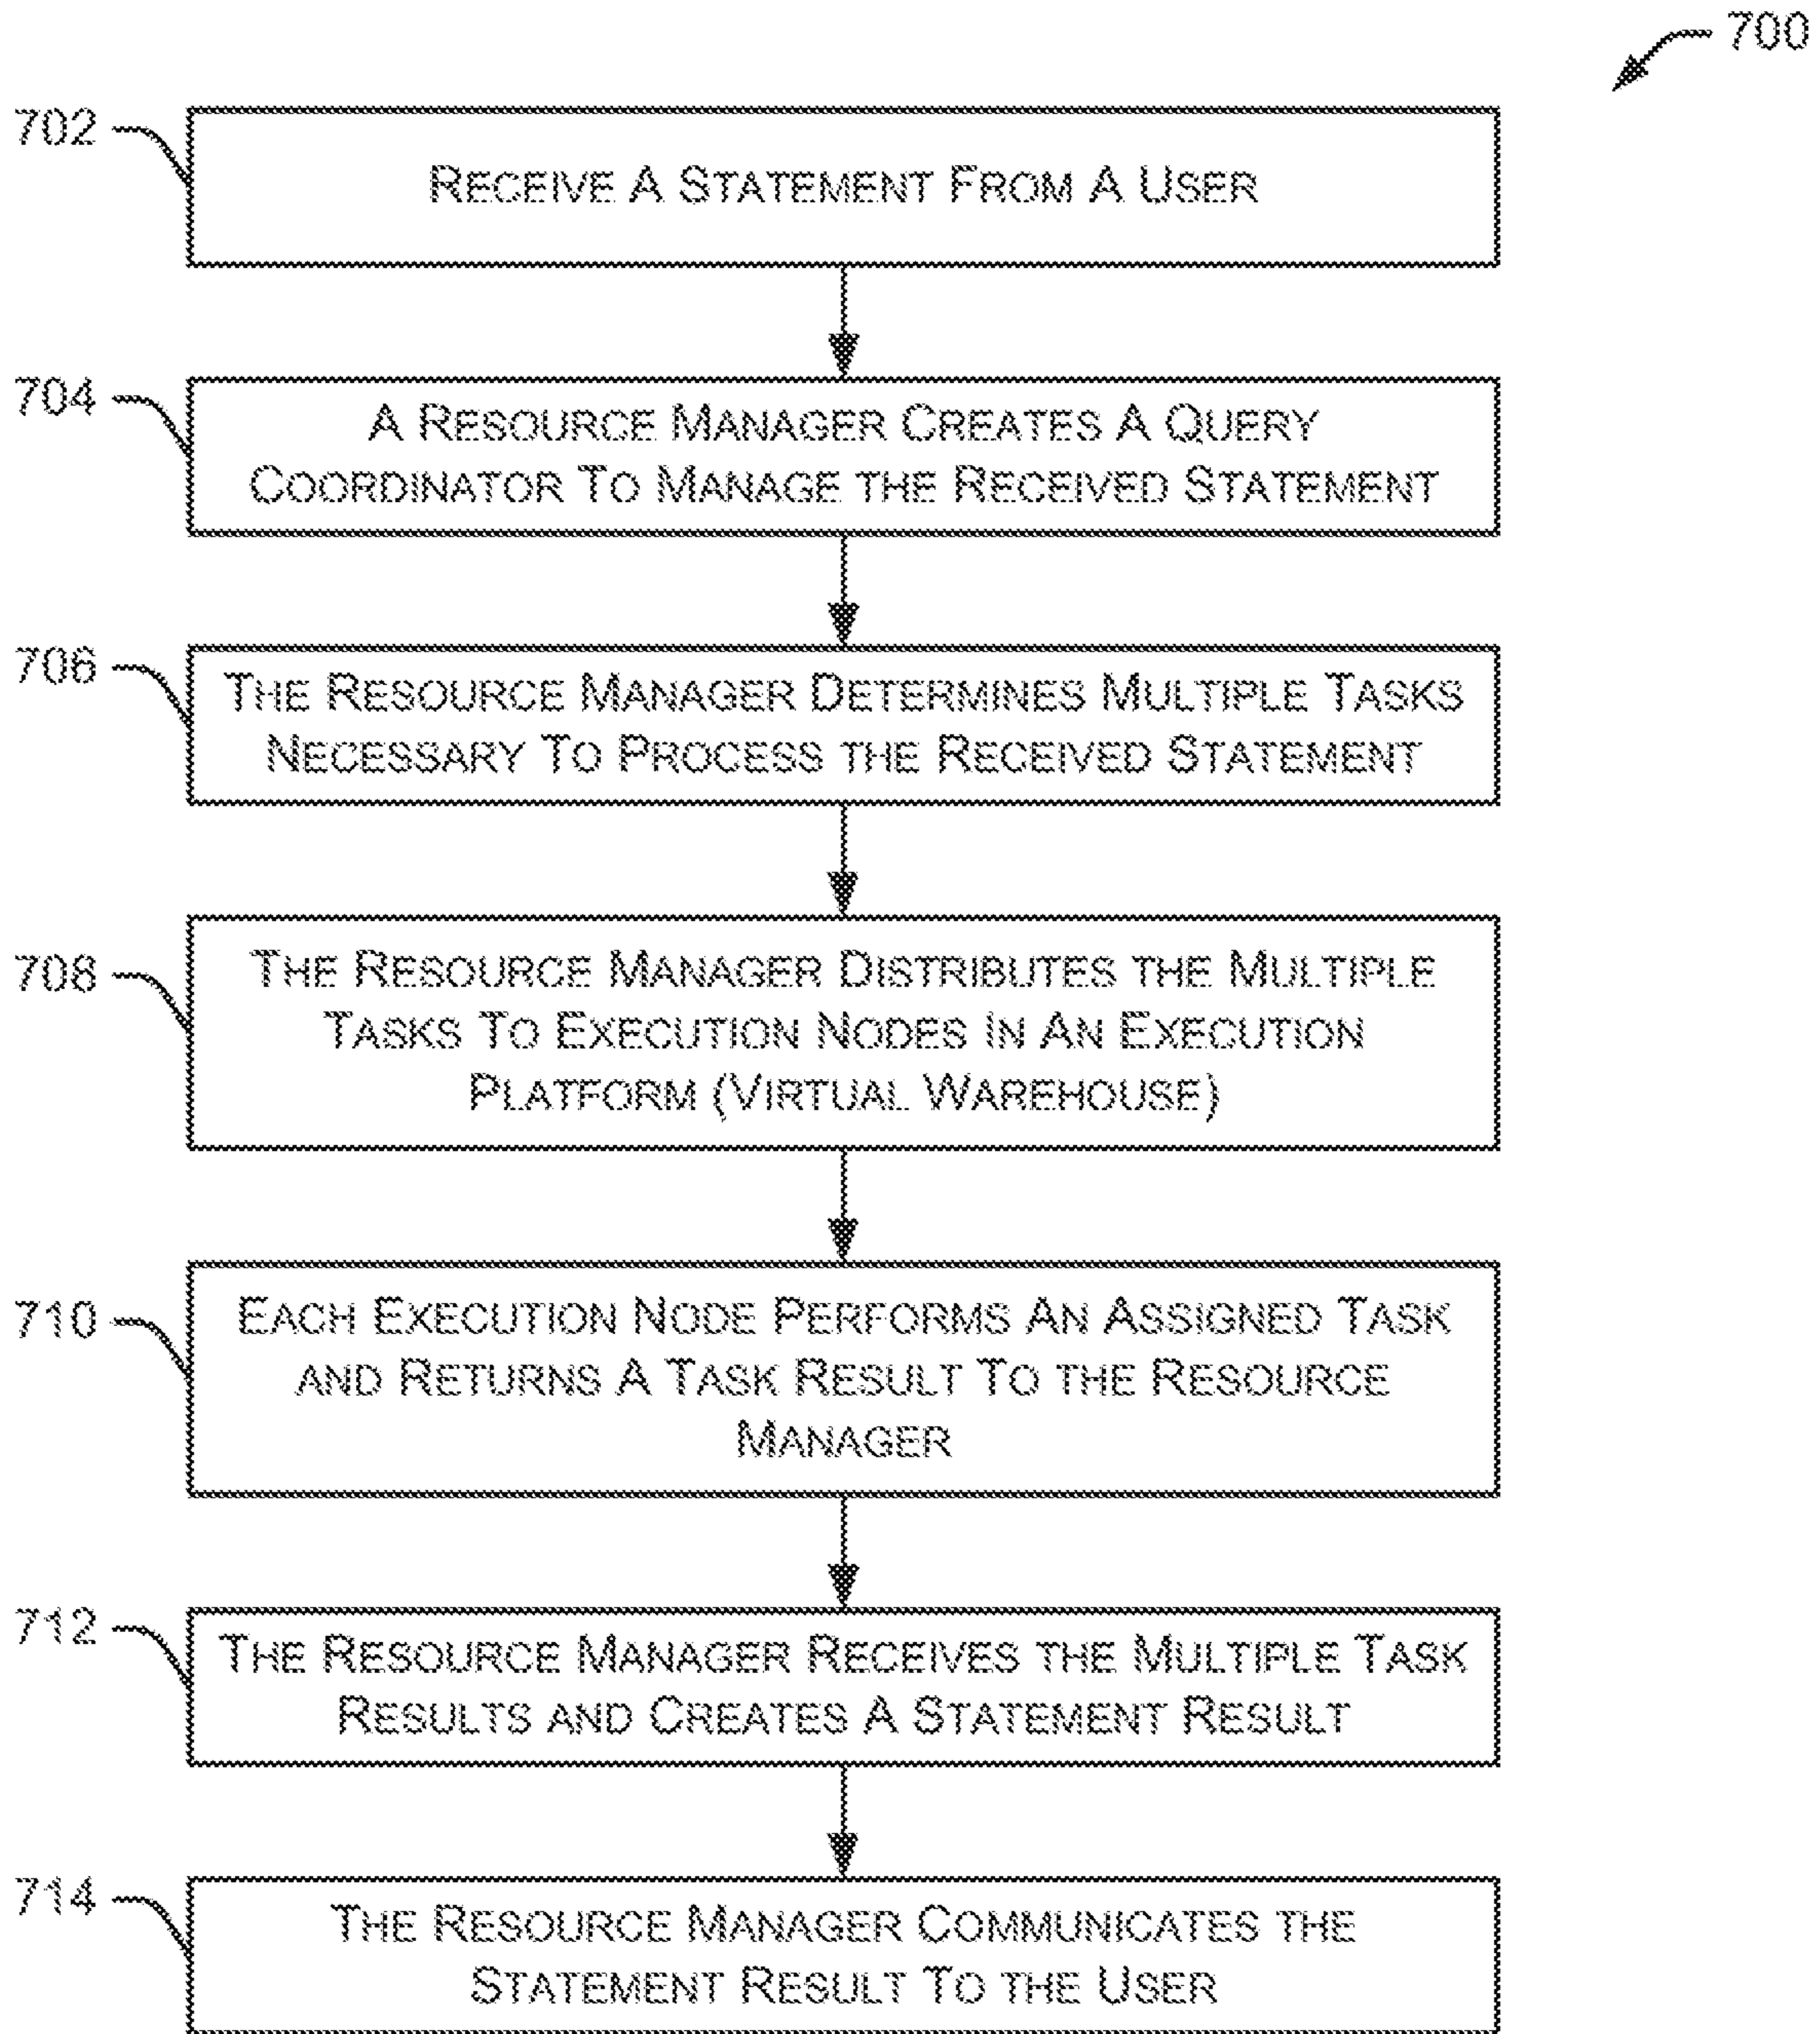 700
702
RECEIVE A STATEMENT FROM A USER
704
A RESOURCE MANAGER CREATES A QUERY
COORDINATOR TO MANAGE THE RECEIVED STATEMENT
706
THE RESOURCE MANAGER DETERMINES MULTIPLE TASKS
NECESSARY TO PROCESS THE RECEIVED STATEMENT
708
THE RESOURCE MANAGER DISTRIBUTES THE MULTIPLE
TASKS TO EXECUTION NODES IN AN EXECUTION
PLATFORM (VIRTUAL WAREHOUSE)
710
EACH EXECUTION NODE PERFORMS AN ASSIGNED TASK
AND RETURNS A TASK RESULT TO THE RESOURCE
MANAGER
712
THE RESOURCE MANAGER RECEIVES THE MULTIPLE TASK
RESULTS AND CREATES A STATEMENT RESULT
714
THE RESOURCE MANAGER COMMUNICATES THE
STATEMENT RESULT TO THE USER